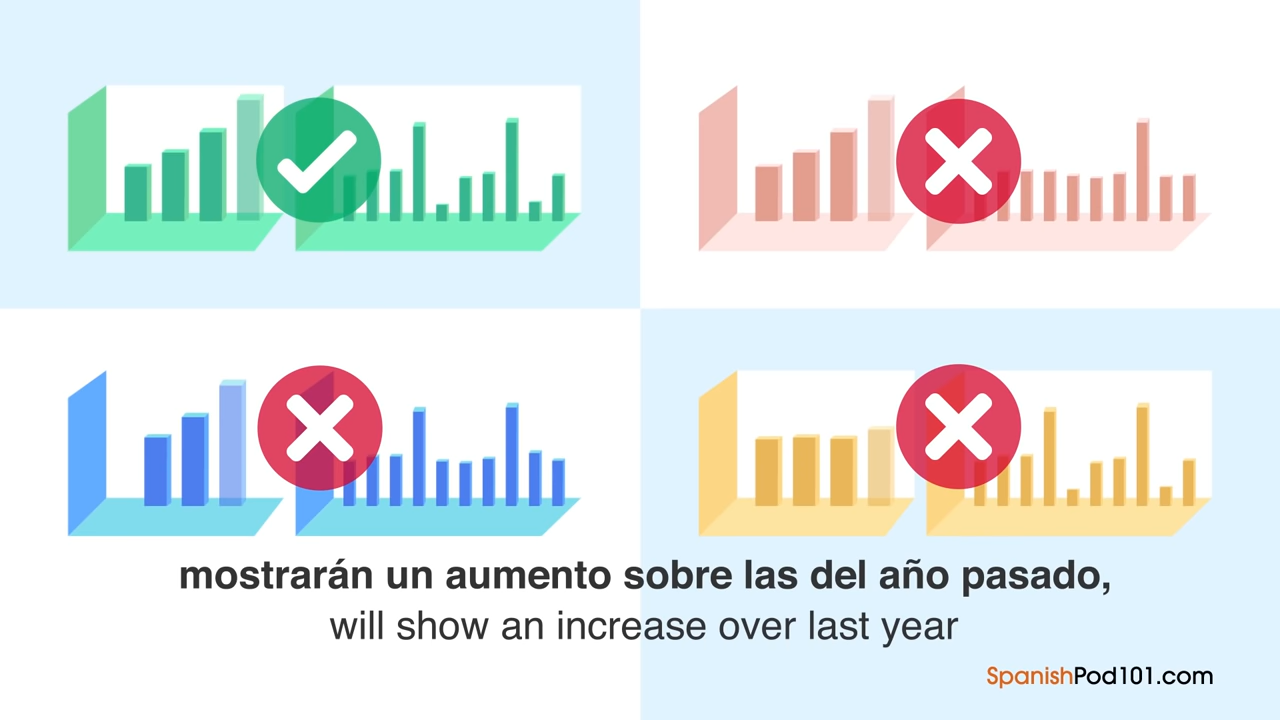 mostrarán un aumento sobre las del año pasado,
will show an increase over last year
SpanishPod101.com